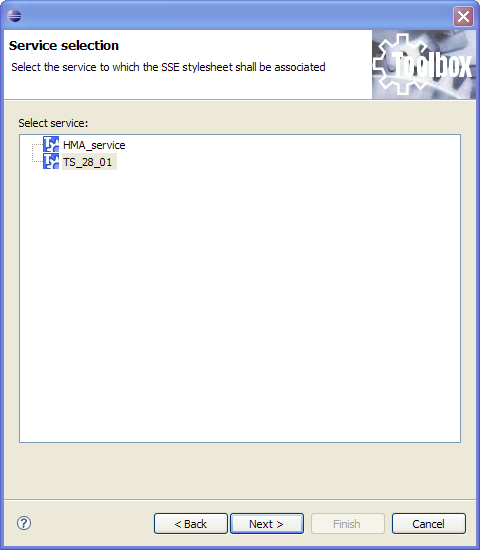 Service selection
Select the service to which the SSE stylesheet shall be associated
Toolbox
Select service:
HMA_service
TS_28_01
?
< Back
Next >
Finish
Cancel